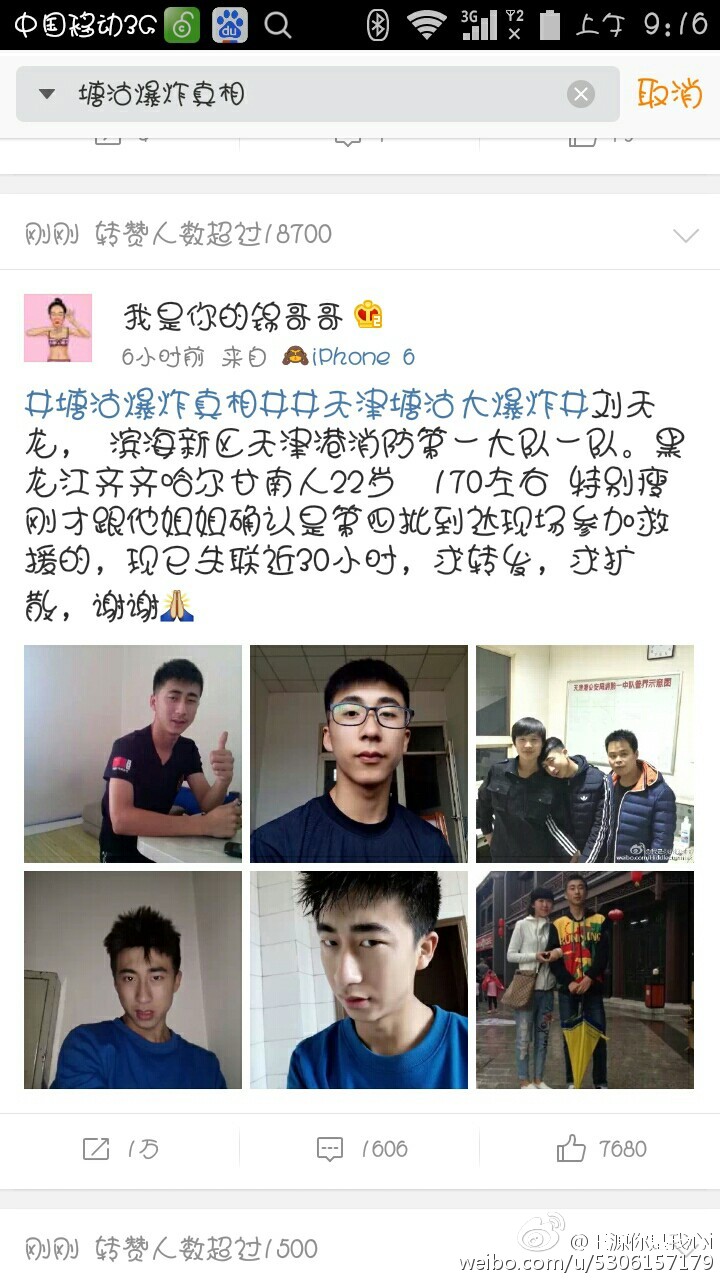 中国移动3G
3G
Y2
上午 9:16
塘沽爆炸真相
取消
刚刚 转赞人数超过18700
我是你的锦哥哥
6小时前 来自 iPhone 6
#塘沽爆炸真相##天津塘沽大爆炸#刘天
龙， 滨海新区天津港消防第一大队一队。黑
龙江齐齐哈尔甘南人22岁 170左右 特别瘦
刚才跟他姐姐确认是第四批到达现场参加救
援的，现已失联近30小时，求转发，求扩
散，谢谢
天津港公安局消防一中队警界示意图
1万
1606
7680
刚刚 转赞人数超过1500
weibo.com/u/5306157179